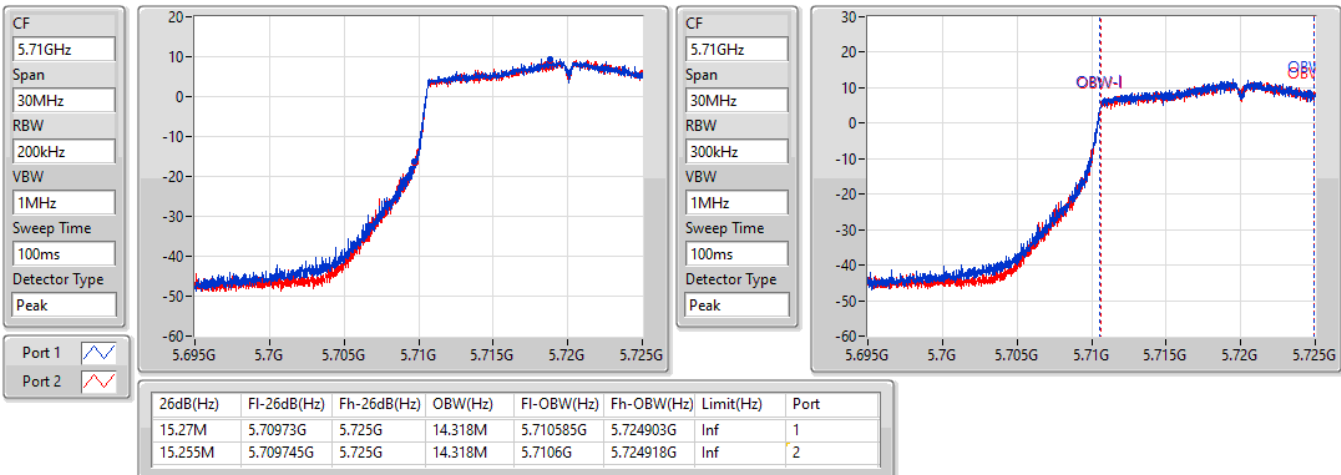 CF
5.71GHz
Span
30MHz
RBW
200kHz
VBW
1MHz
Sweep Time
100ms
Detector Type
Peak
20
10
0
-10
-20
-30
-40
-50
-60
5.695G 5.7G 5.705G 5.71G 5.715G 5.72G 5.725G
CF
5.71GHz
Span
30MHz
RBW
300kHz
VBW
1MHz
Sweep Time
100ms
Detector Type
Peak
30
20
10
0
-10
-20
-30
-40
-50
-60
OBW-l
OBW
OBW
5.695G 5.7G 5.705G 5.71G 5.715G 5.72G 5.725G
Port 1
Port 2
26dB(Hz) Fl-26dB(Hz) Fh-26dB(Hz) OBW(Hz) Fl-OBW(Hz) Fh-OBW(Hz) Limit(Hz) Port
15.27M 5.70973G 5.725G 14.318M 5.710585G 5.724903G Inf 1
15.255M 5.709745G 5.725G 14.318M 5.7106G 5.724918G Inf 2